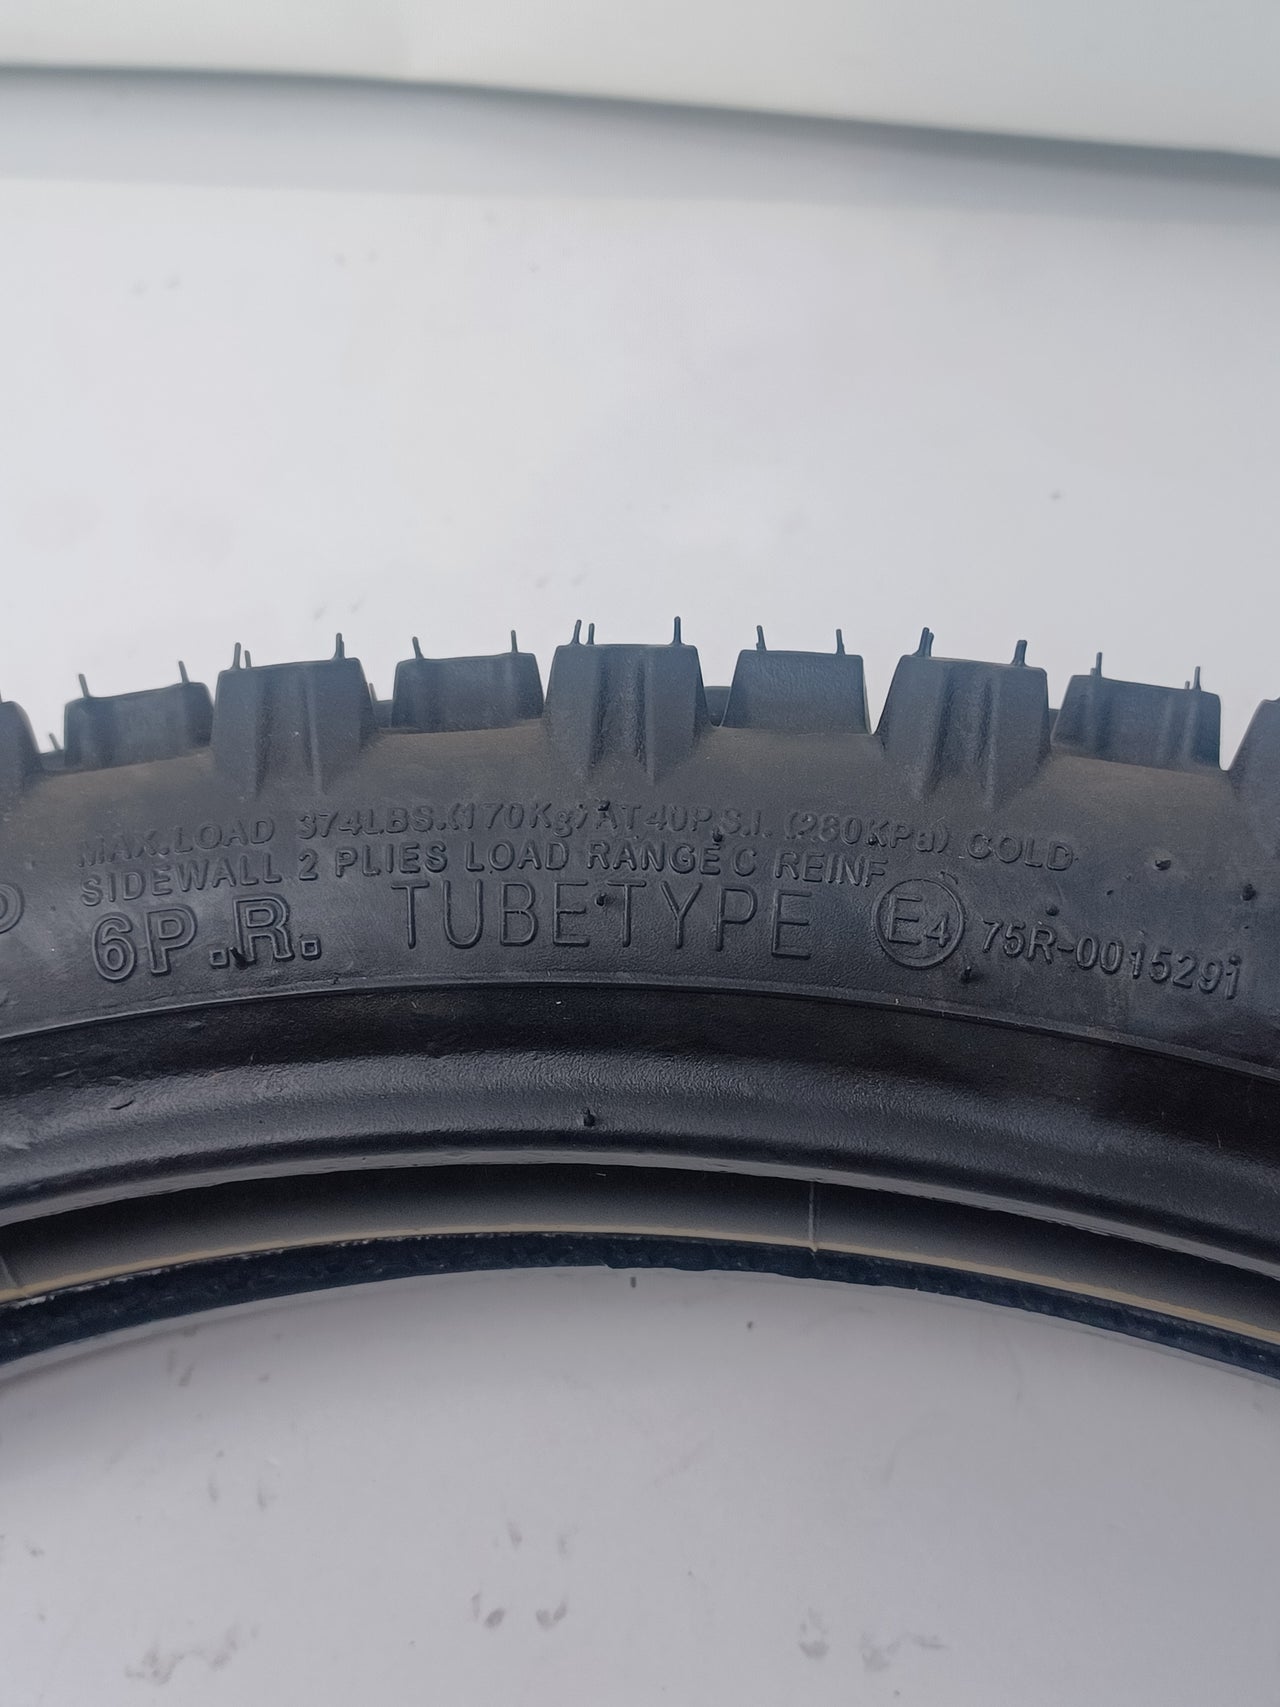 MAX.LOAD 374LBS.(170Kg) AT 40P.S.I. (280KPa) COLD
SIDEWALL 2 PLIES LOAD RANGE C REINF
6P.R. TUBETYPE E4 75R-0015291